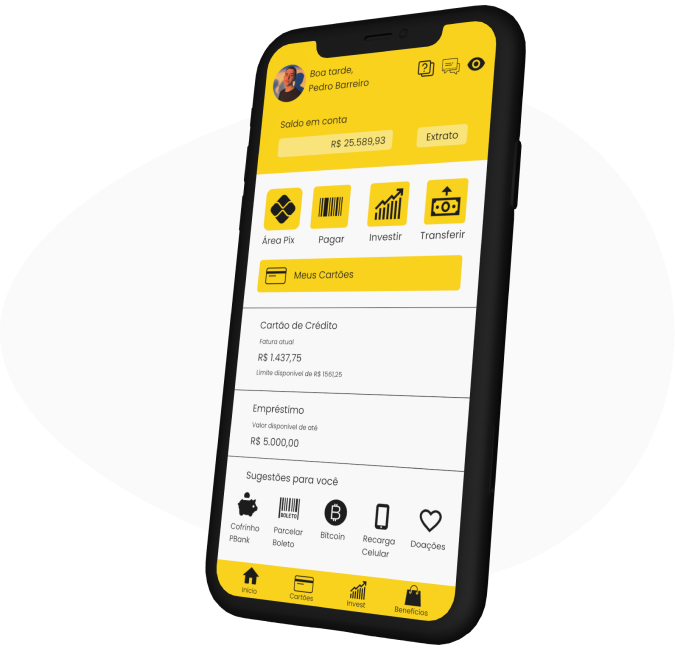 Boa tarde,
Pedro Barreiro
Saldo em conta
R$ 25.589,93
Extrato
Área Pix
Pagar
Investir
Transferir
Meus Cartões
Cartão de Crédito
Fatura atual
R$ 1.437,75
Limite disponível de R$ 1561,25
Empréstimo
Valor disponível de até
R$ 5.000,00
Sugestões para você
BOLETO
Cofrinho
PBank
Parcelar
Boleto
Bitcoin
Recarga
Celular
Doações
Início
Cartões
Invest
Benefícios